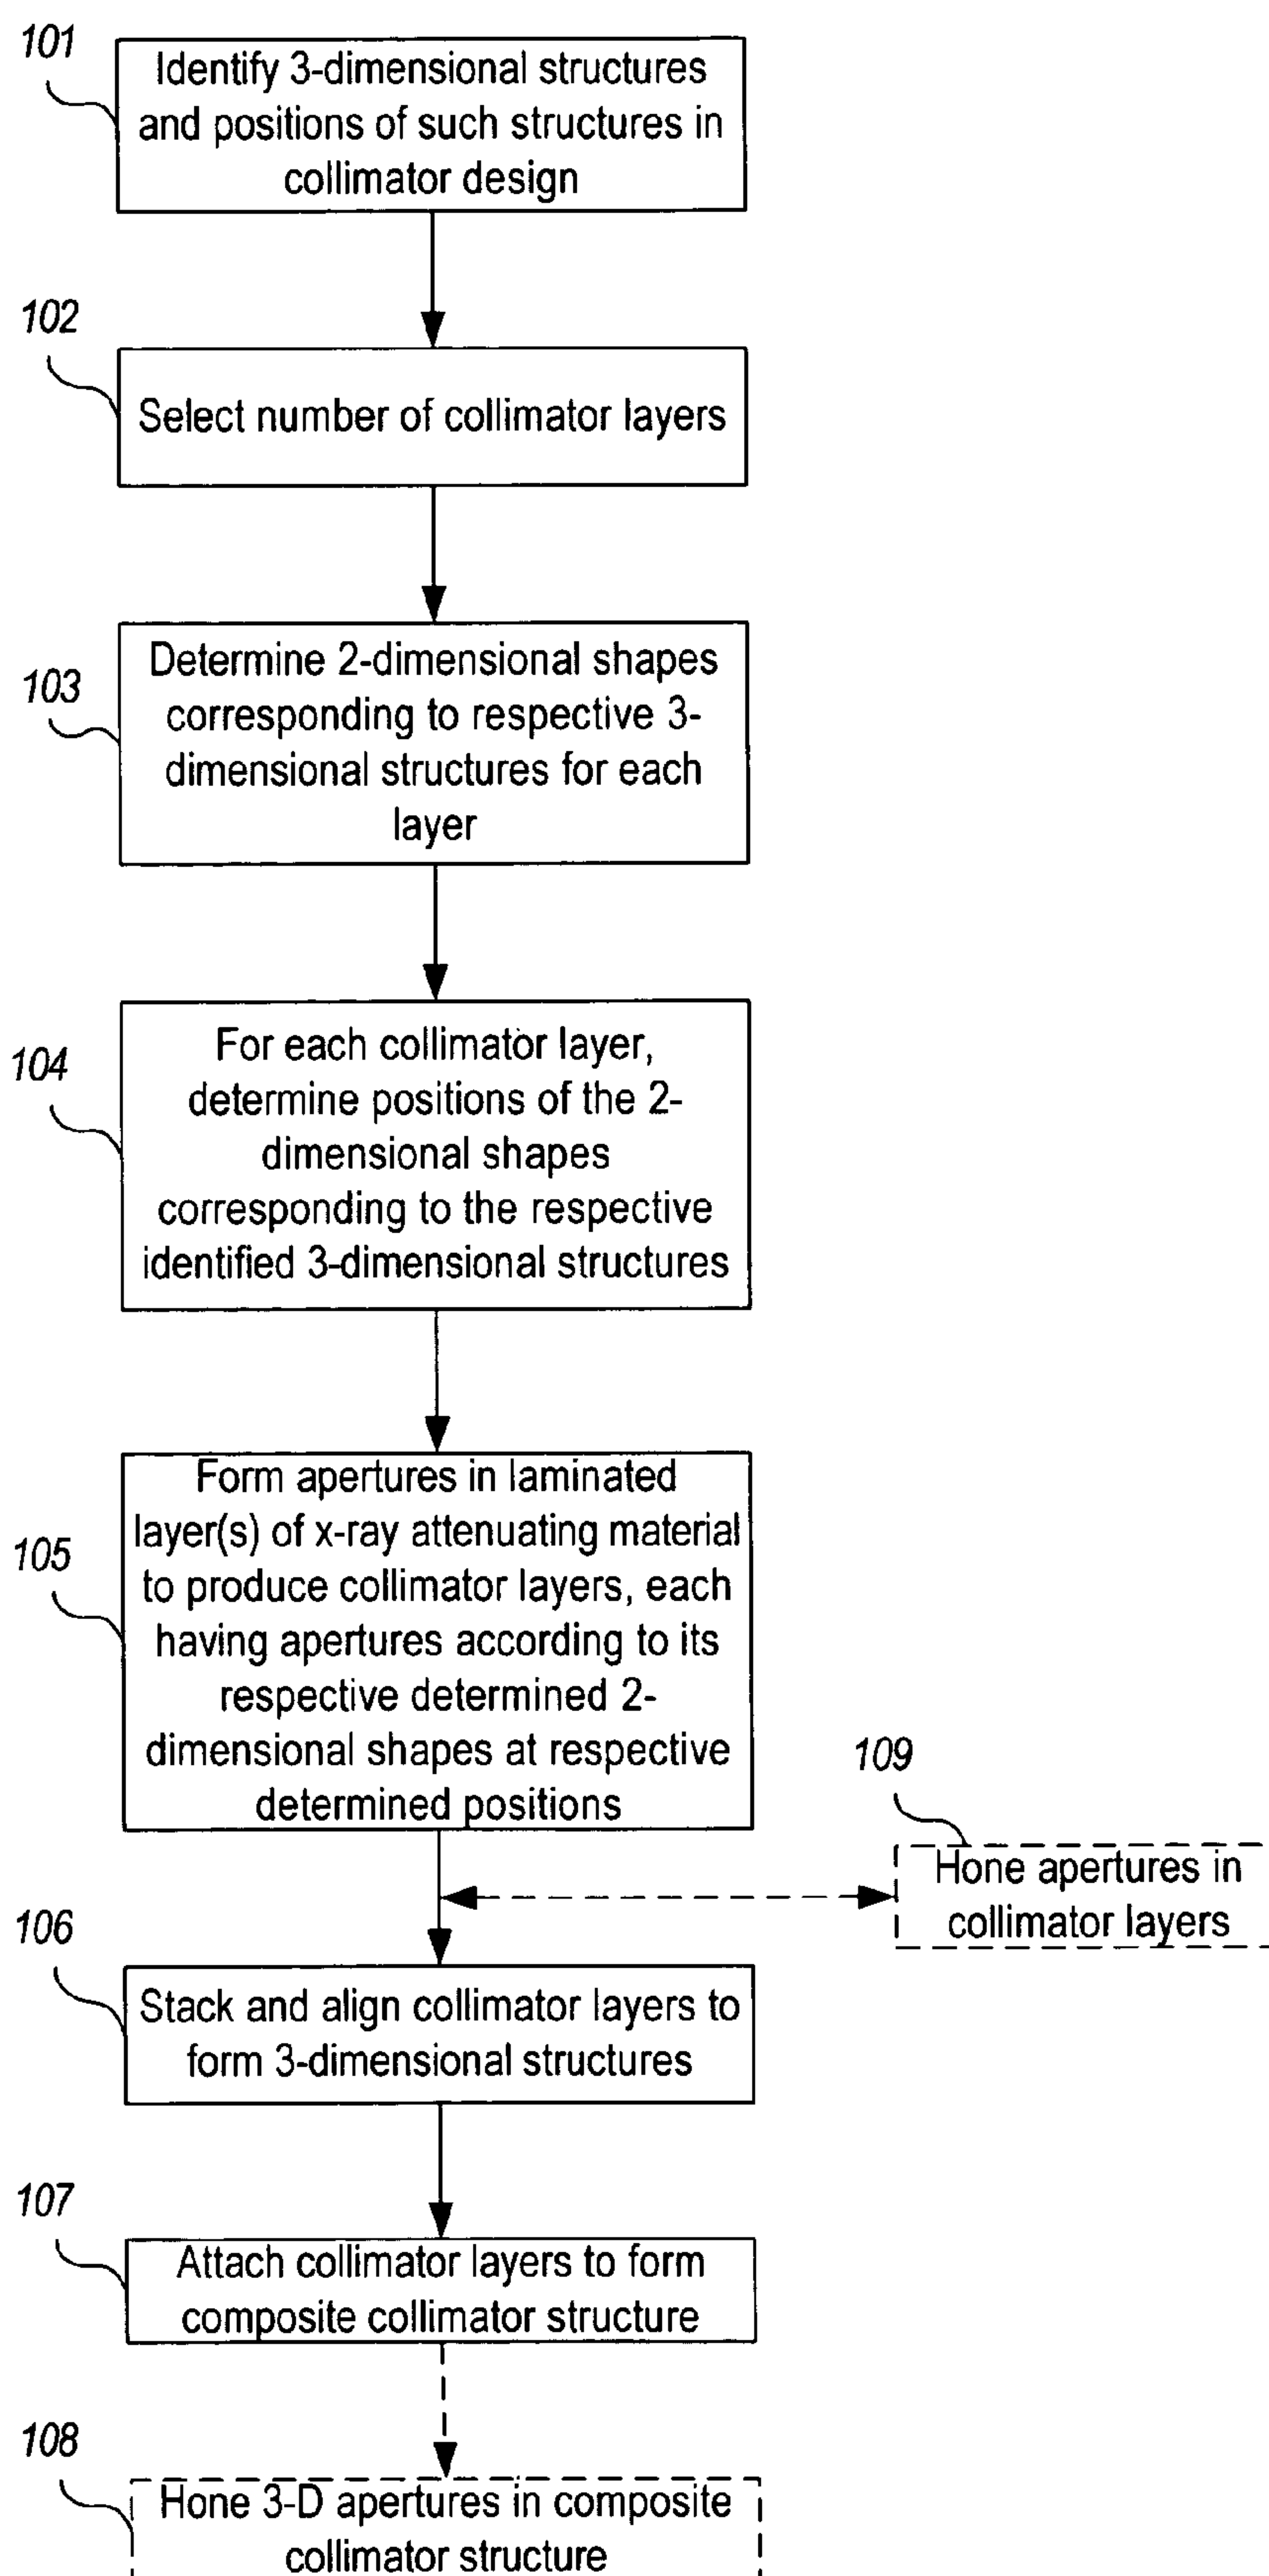 101
Identify 3-dimensional structures
and positions of such structures in
collimator design
102
Select number of collimator layers
103
Determine 2-dimensional shapes
corresponding to respective 3-
dimensional structures for each
layer
104
For each collimator layer,
determine positions of the 2-
dimensional shapes
corresponding to the respective
identified 3-dimensional structures
105
Form apertures in laminated
layer(s) of x-ray attenuating material
to produce collimator layers, each
having apertures according to its
respective determined 2-
dimensional shapes at respective
determined positions
109
Hone apertures in
collimator layers
106
Stack and align collimator layers to
form 3-dimensional structures
107
Attach collimator layers to form
composite collimator structure
108
Hone 3-D apertures in composite
collimator structure